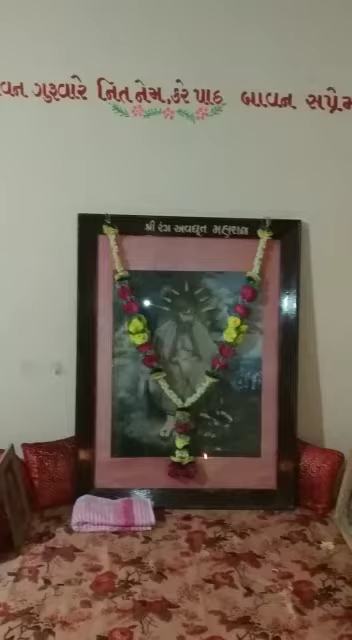 વન ગુરૂવારે નિત નેમ, કરે પાઠ બાવન સપ્રેમ
શ્રી રંગ અવધૂત મહારાજ